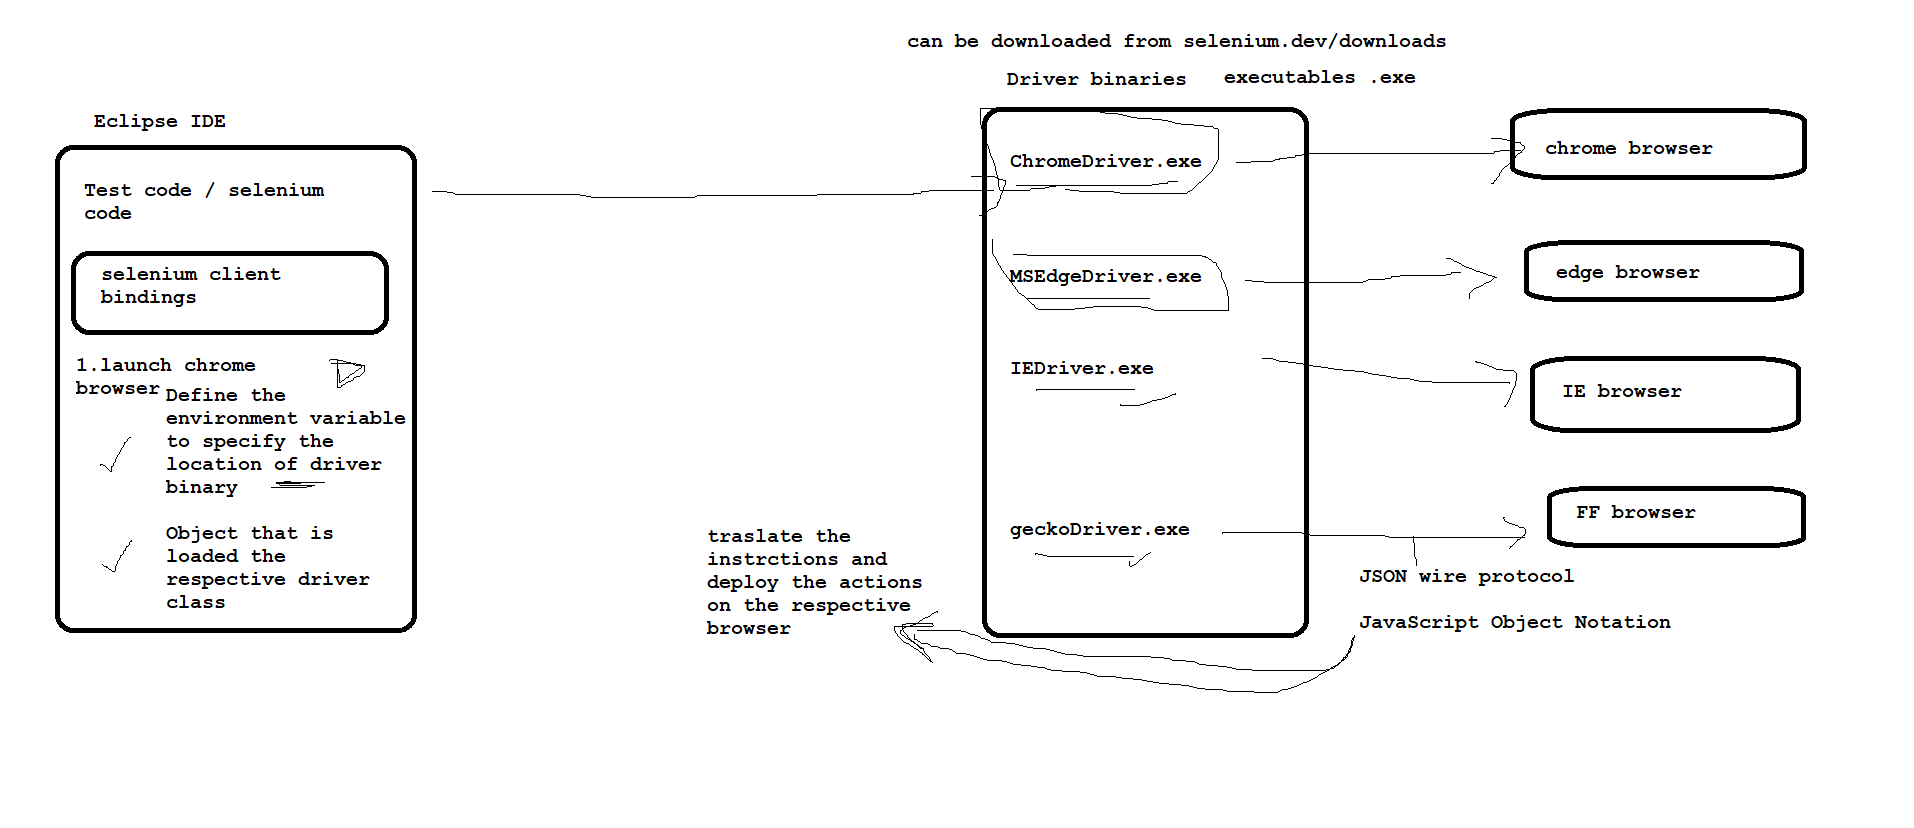 can be downloaded from selenium.dev/downloads
Driver binaries executables .exe
Eclipse IDE
Test code / selenium
code
selenium client
bindings
1.launch chrome
browser
Define the
environment variable
to specify the
location of driver
binary
Object that is
loaded the
respective driver
class
traslate the
instrctions and
deploy the actions
on the respective
browser
ChromeDriver.exe
MSEdgeDriver.exe
IEDriver.exe
geckoDriver.exe
chrome browser
edge browser
IE browser
FF browser
JSON wire protocol
JavaScript Object Notation